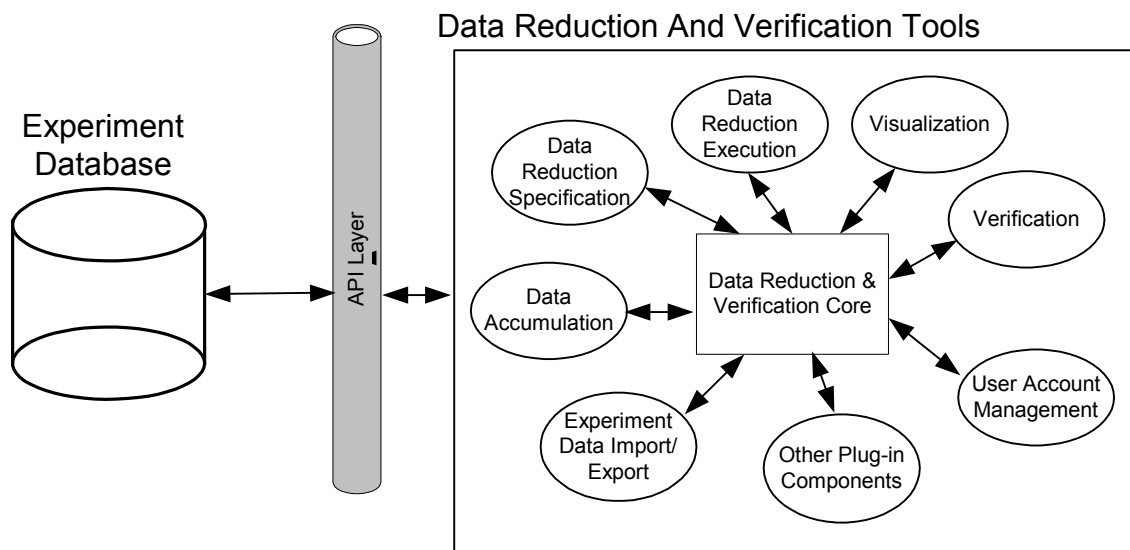 Data Reduction And Verification Tools
Experiment
Database
API Layer
Data
Reduction
Execution
Visualization
Data
Reduction
Specification
Verification
Data Reduction &
Verification Core
Data
Accumulation
User Account
Management
Experiment
Data Import/
Export
Other Plug-in
Components